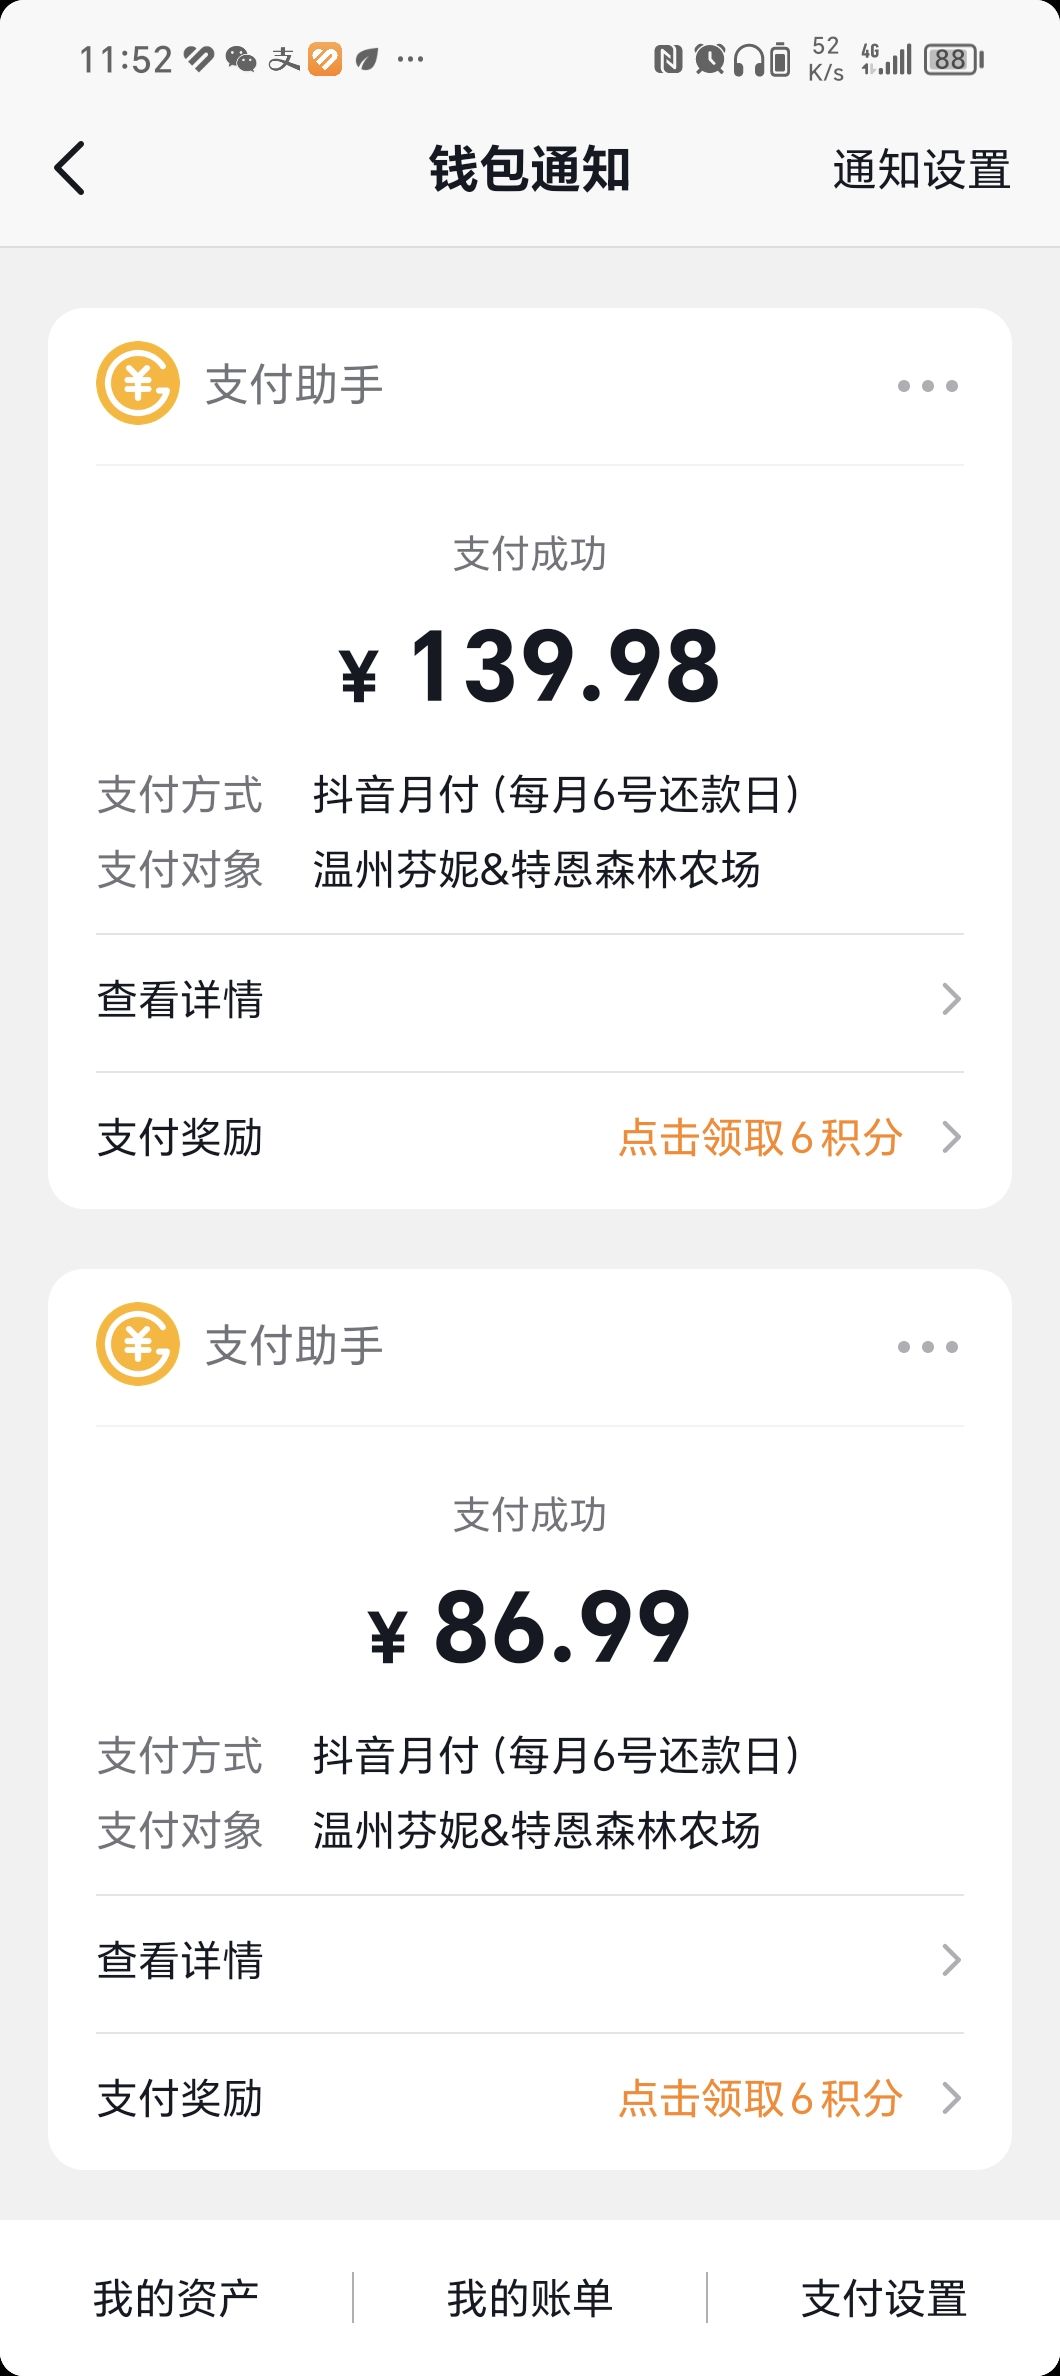 11:52
52 K/s
4G
88
钱包通知
通知设置
支付助手
支付成功
¥ 139.98
支付方式 抖音月付 (每月6号还款日)
支付对象 温州芬妮&特恩森林农场
查看详情
支付奖励 点击领取 6 积分
支付助手
支付成功
¥ 86.99
支付方式 抖音月付 (每月6号还款日)
支付对象 温州芬妮&特恩森林农场
查看详情
支付奖励 点击领取 6 积分
我的资产 我的账单 支付设置